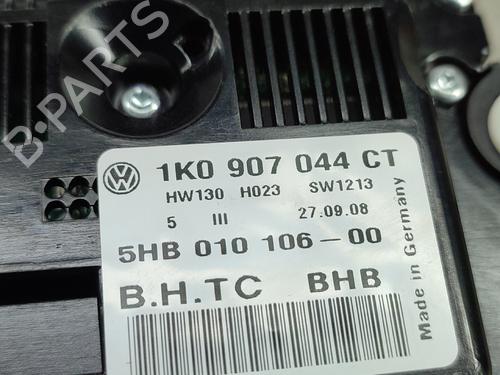 B-PARTS
1K0 907 044 CT
HW130 H023 SW1213
5 III 27.09.08
5HB 010 106-00
B.H.TC BHB
Made in Germany